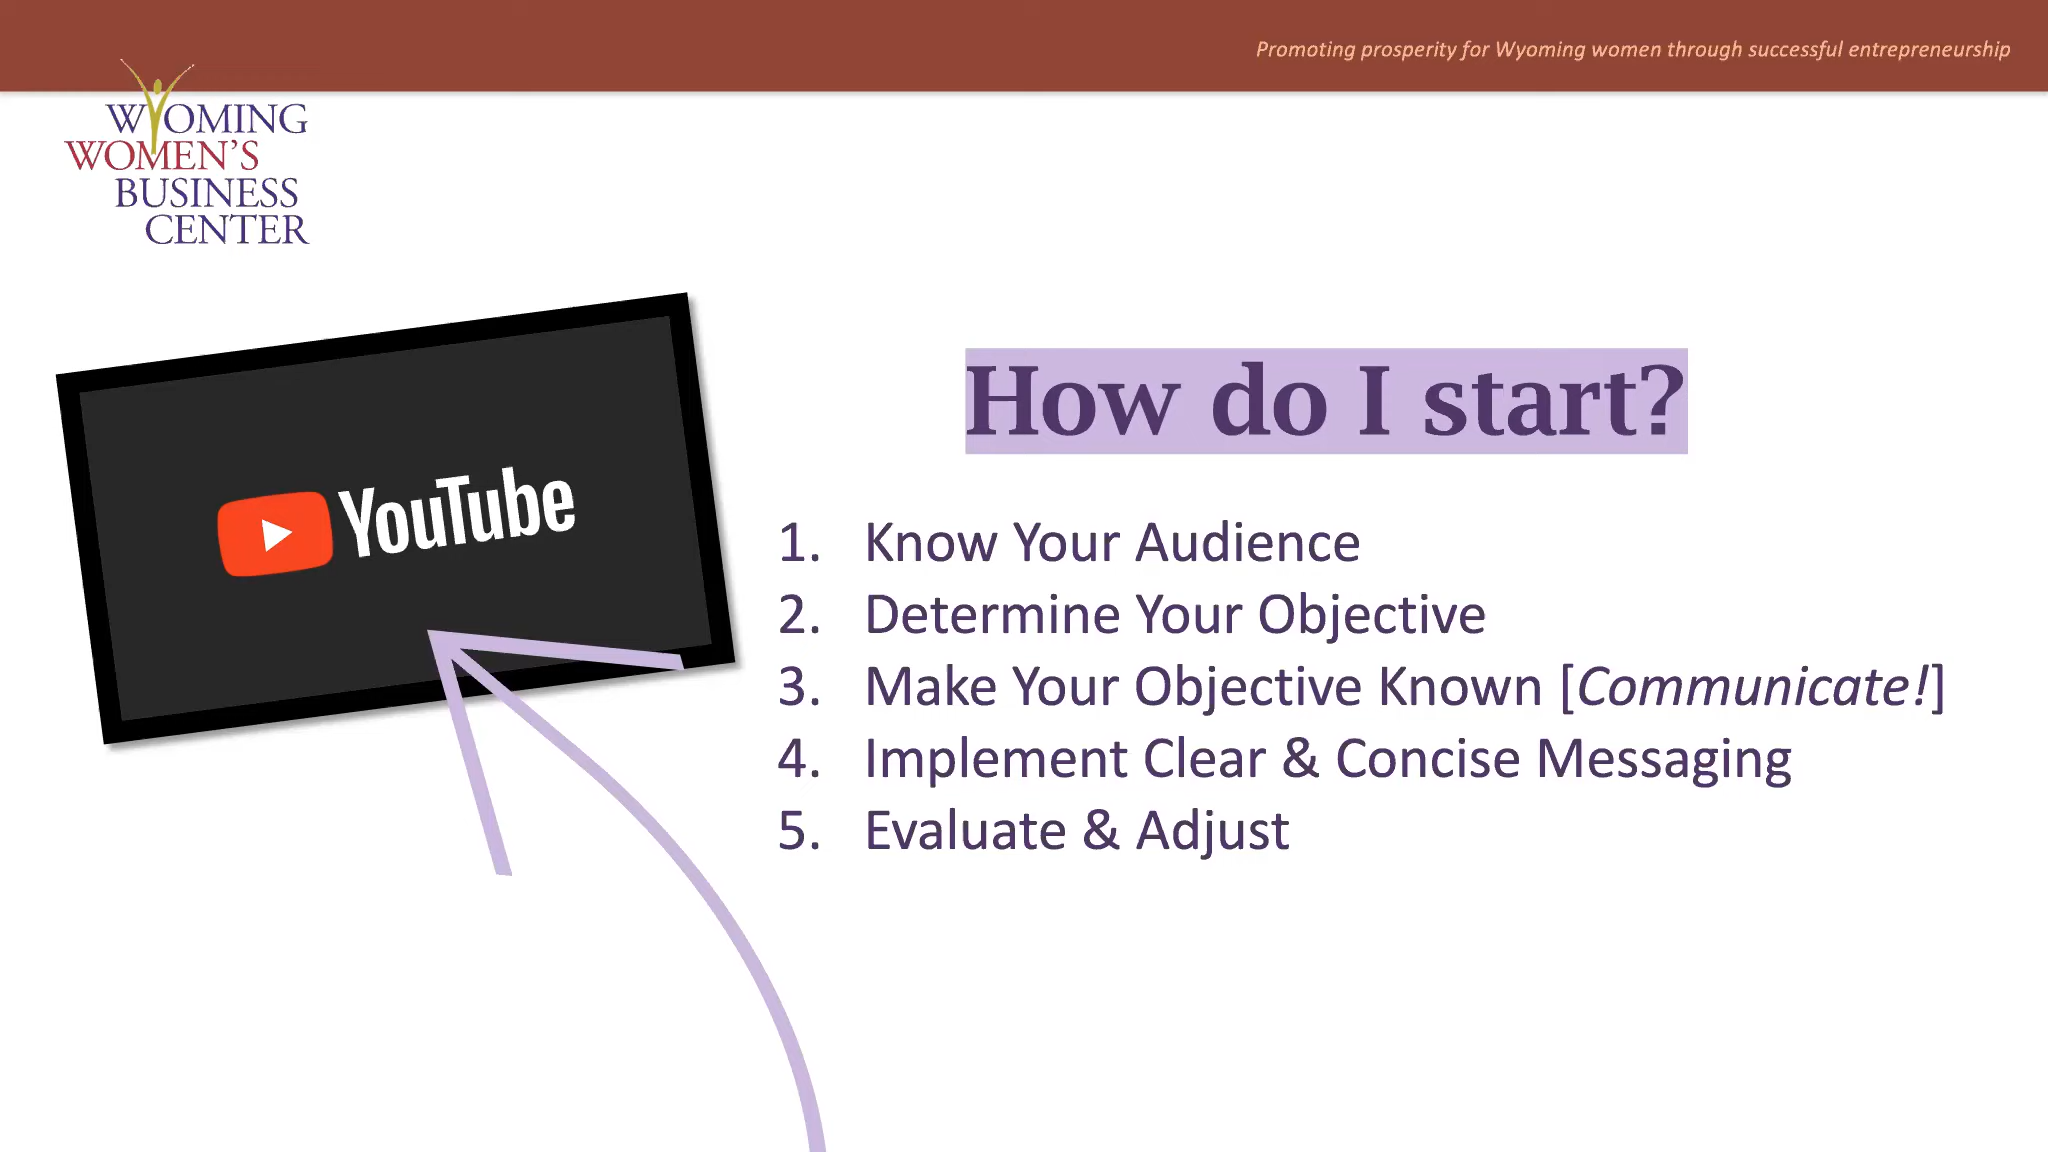 Promoting prosperity for Wyoming women through successful entrepreneurship
WYOMING
WOMEN'S
BUSINESS
CENTER
YouTube
How do I start?
1. Know Your Audience
2. Determine Your Objective
3. Make Your Objective Known [Communicate!]
4. Implement Clear & Concise Messaging
5. Evaluate & Adjust